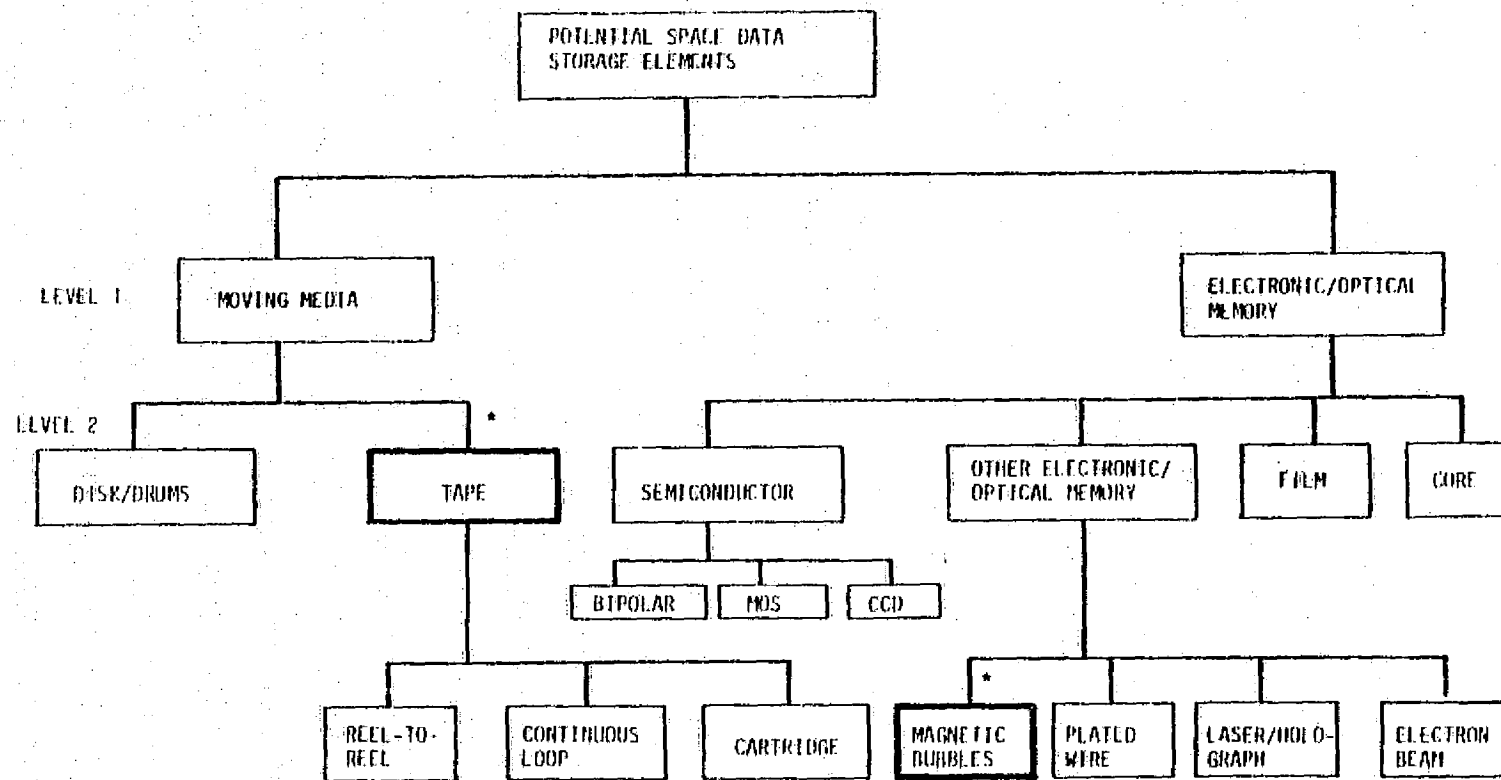 POTENTIAL SPACE DATA
STORAGE ELEMENTS
LEVEL 1
MOVING MEDIA
ELECTRONIC/OPTICAL
MEMORY
LEVEL 2
*
DISK/DRUMS
TAPE
SEMICONDUCTOR
OTHER ELECTRONIC/
OPTICAL MEMORY
FILM
CORE
BIPOLAR
MOS
CCD
*
REEL-TO-
REEL
CONTINUOUS
LOOP
CARTRIDGE
MAGNETIC
BUBBLES
PLATED
WIRE
LASER/HOLO-
GRAPH
ELECTRON
BEAM